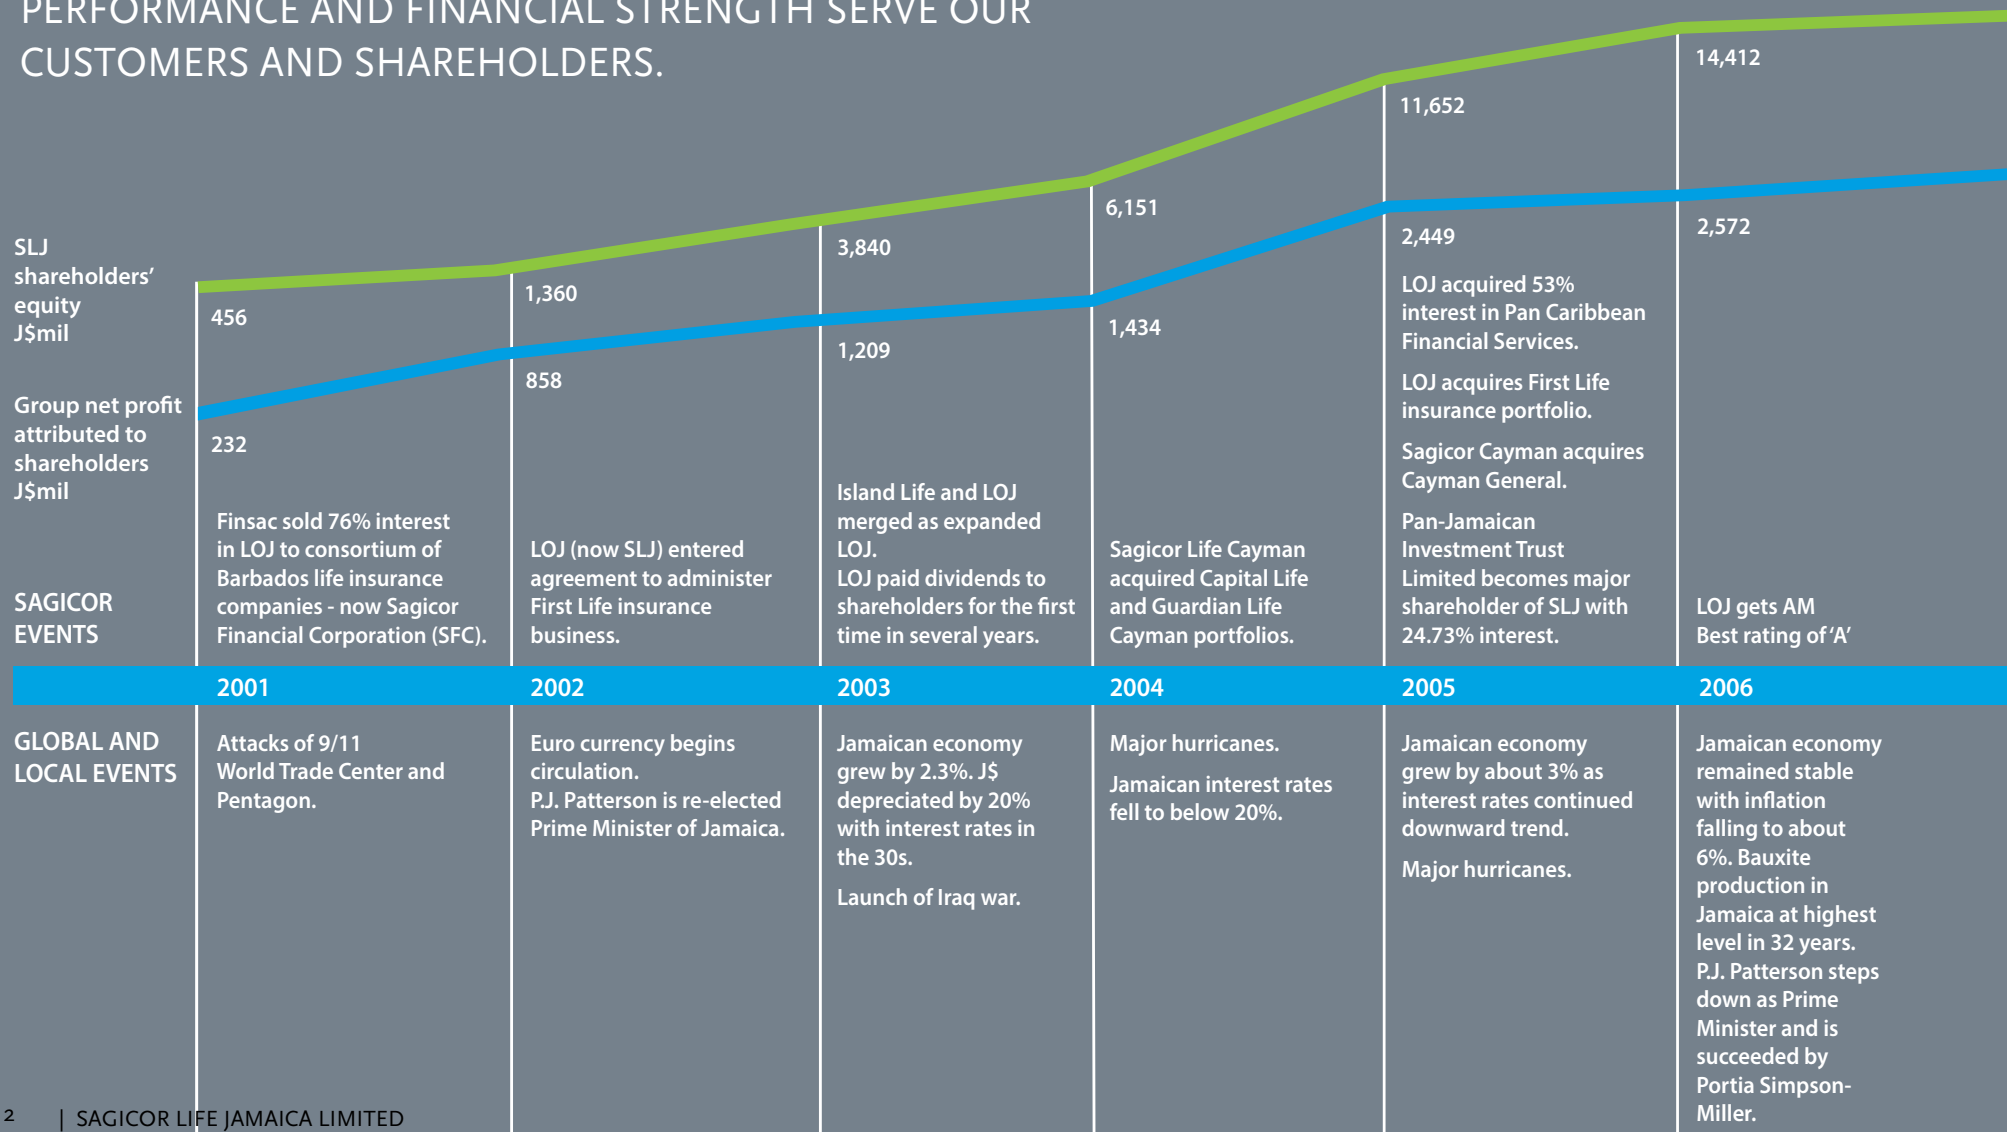 PERFORMANCE AND FINANCIAL STRENGTH SERVE OUR
CUSTOMERS AND SHAREHOLDERS.
SLJ
shareholders’
equity
J$mil
456
1,360
3,840
6,151
11,652
14,412
Group net profit
attributed to
shareholders
J$mil
232
858
1,209
1,434
2,449
2,572
SAGICOR
EVENTS
Finsac sold 76% interest
in LOJ to consortium of
Barbados life insurance
companies - now Sagicor
Financial Corporation (SFC).
LOJ (now SLJ) entered
agreement to administer
First Life insurance
business.
Island Life and LOJ
merged as expanded
LOJ.
LOJ paid dividends to
shareholders for the first
time in several years.
Sagicor Life Cayman
acquired Capital Life
and Guardian Life
Cayman portfolios.
LOJ acquired 53%
interest in Pan Caribbean
Financial Services.
LOJ acquires First Life
insurance portfolio.
Sagicor Cayman acquires
Cayman General.
Pan-Jamaican
Investment Trust
Limited becomes major
shareholder of SLJ with
24.73% interest.
LOJ gets AM
Best rating of ‘A’
2001
2002
2003
2004
2005
2006
GLOBAL AND
LOCAL EVENTS
Attacks of 9/11
World Trade Center and
Pentagon.
Euro currency begins
circulation.
P.J. Patterson is re-elected
Prime Minister of Jamaica.
Jamaican economy
grew by 2.3%. J$
depreciated by 20%
with interest rates in
the 30s.
Launch of Iraq war.
Major hurricanes.
Jamaican interest rates
fell to below 20%.
Jamaican economy
grew by about 3% as
interest rates continued
downward trend.
Major hurricanes.
Jamaican economy
remained stable
with inflation
falling to about
6%. Bauxite
production in
Jamaica at highest
level in 32 years.
P.J. Patterson steps
down as Prime
Minister and is
succeeded by
Portia Simpson-
Miller.
2 | SAGICOR LIFE JAMAICA LIMITED